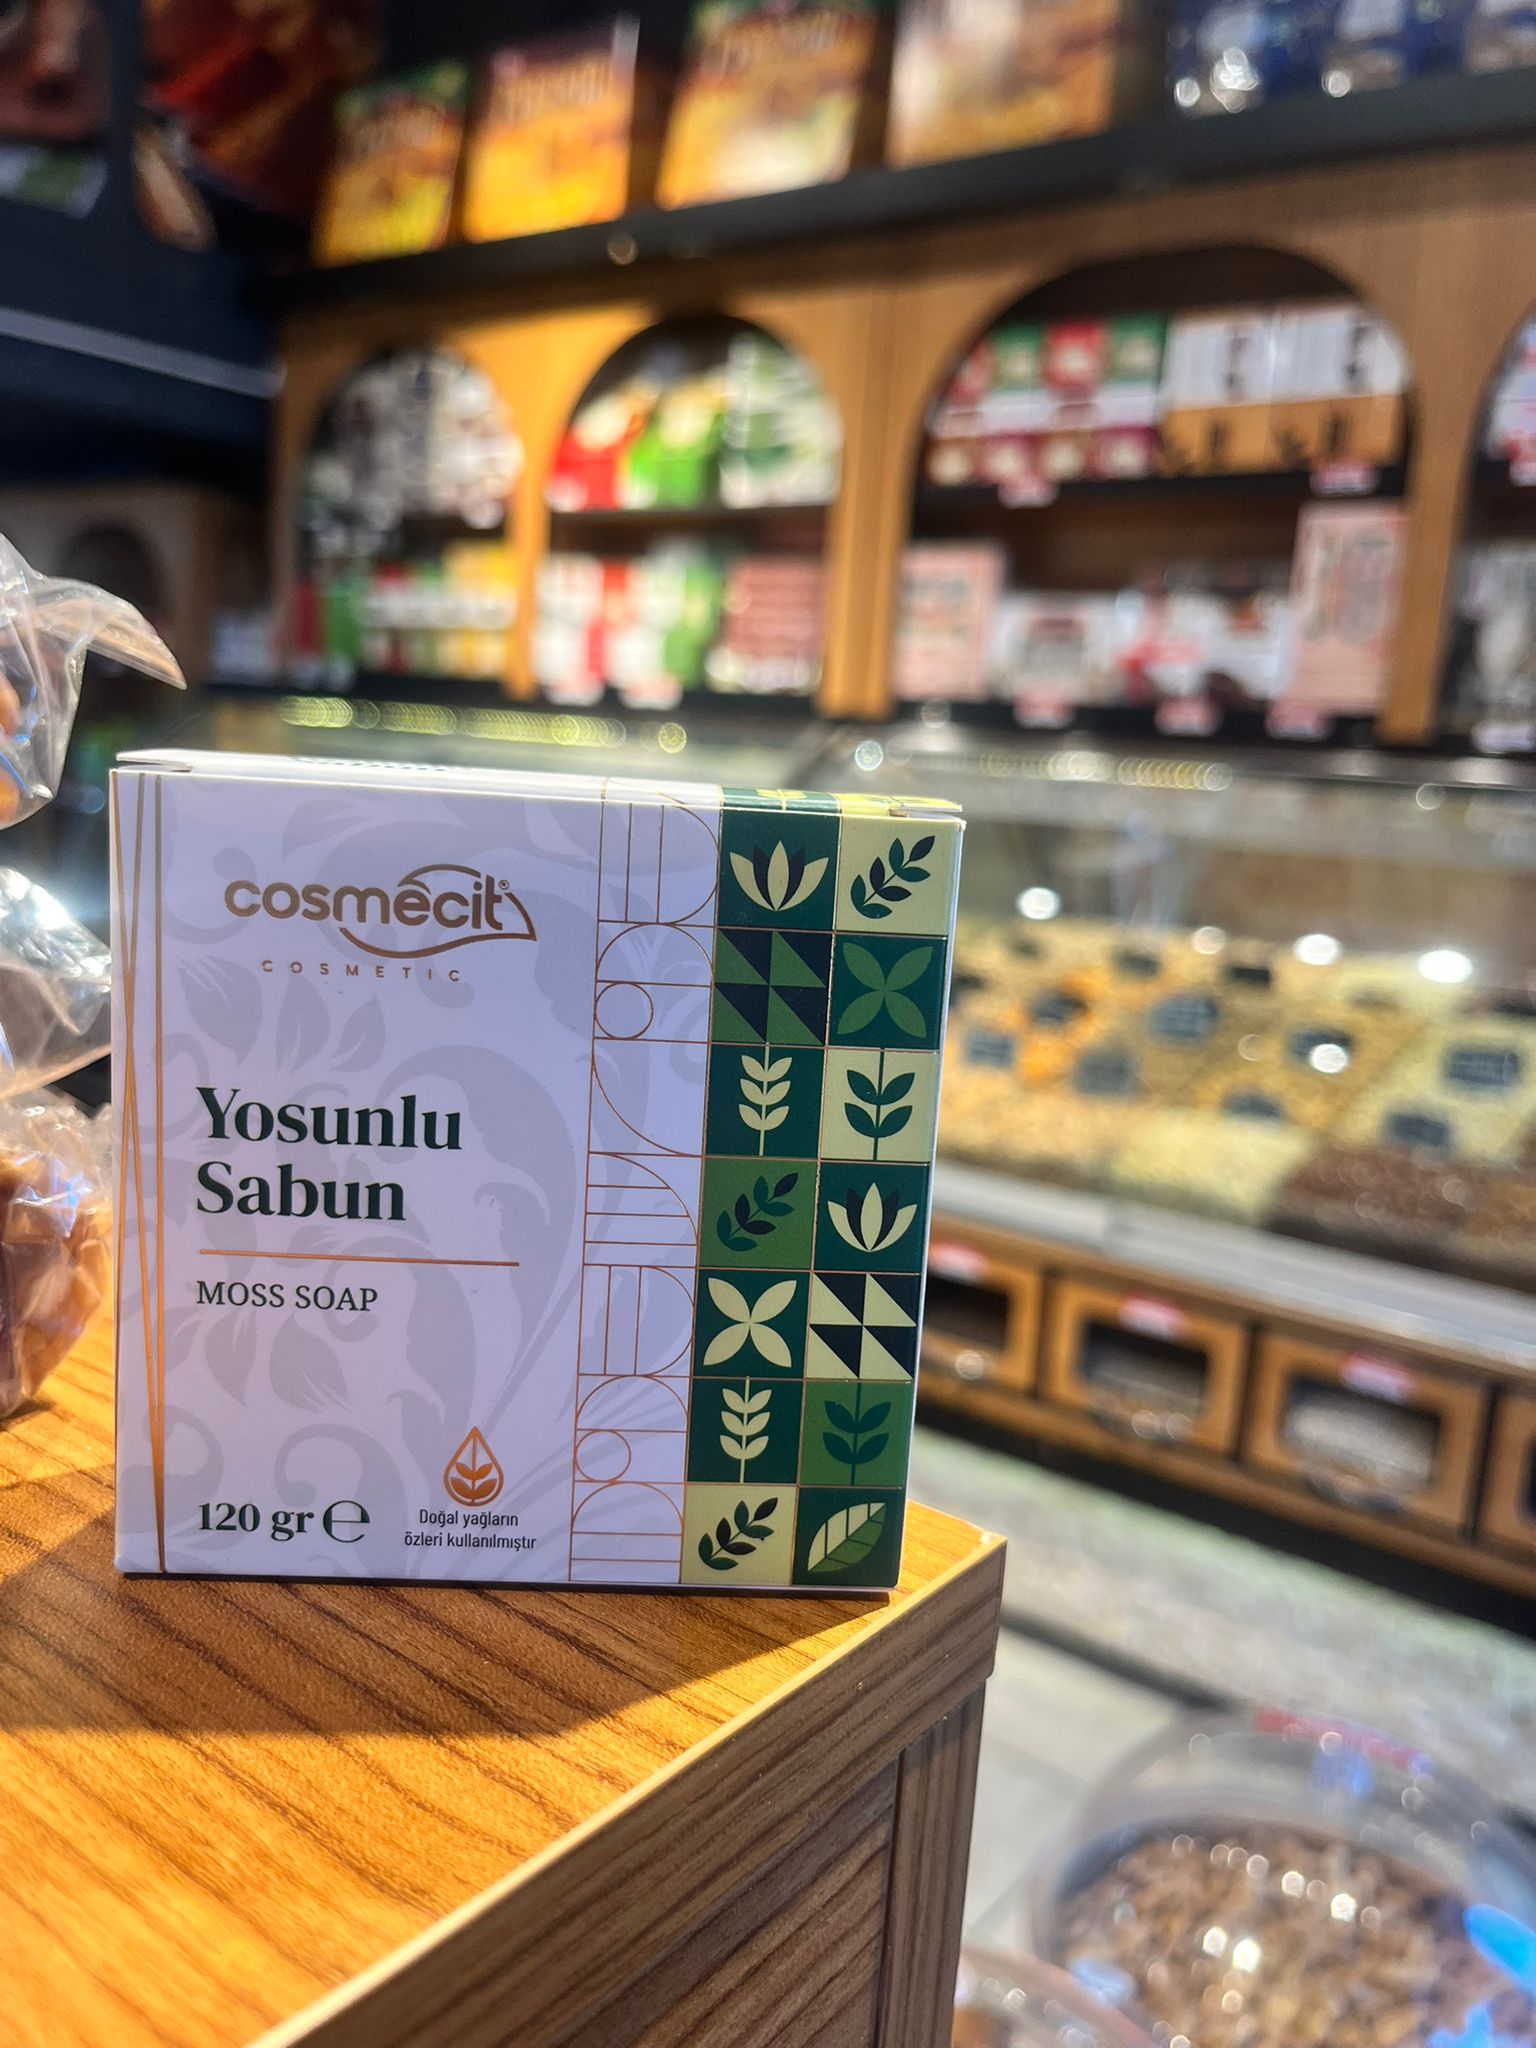 cosmecit®
COSMETIC
Yosunlu
Sabun
MOSS SOAP
120 gr ℮
Doğal yağların
özleri kullanılmıştır